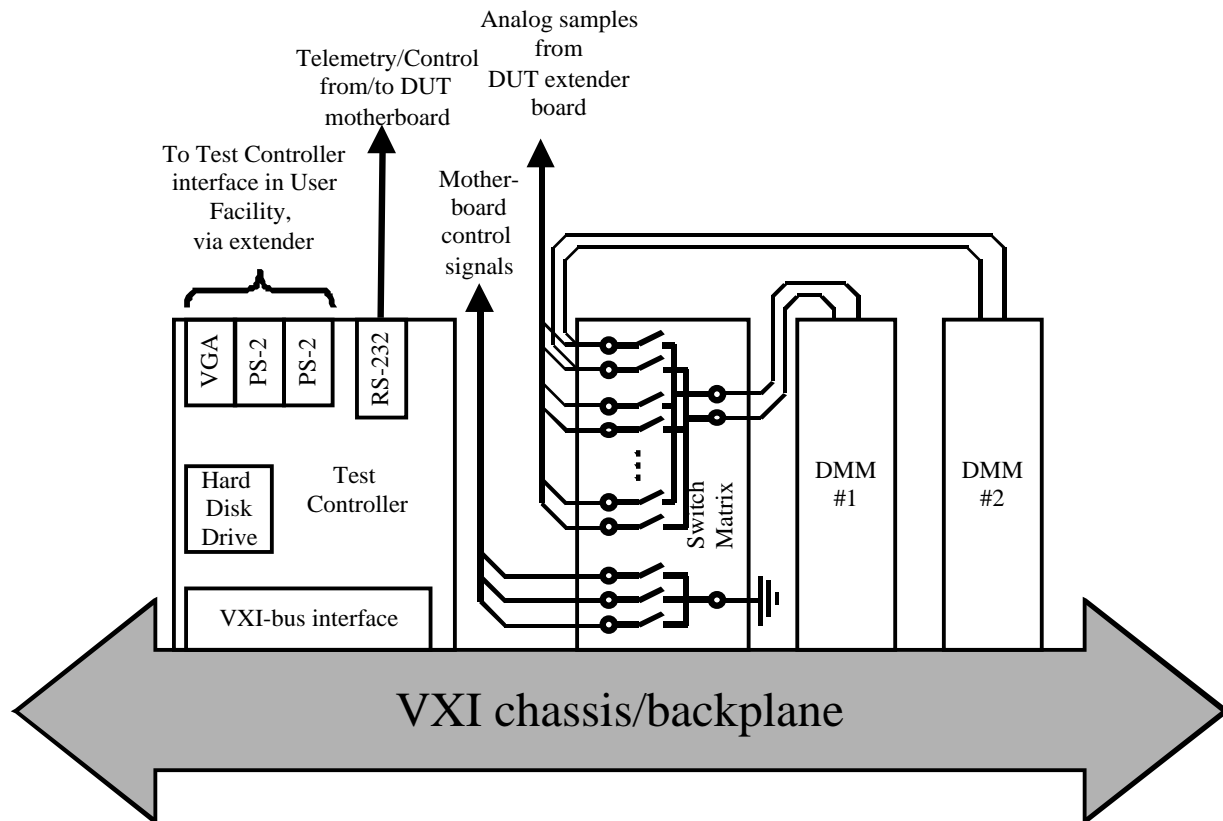 Analog samples
from
DUT extender
board
Telemetry/Control
from/to DUT
motherboard
To Test Controller
interface in User
Facility,
via extender
Mother-
board
control
signals
VGA
PS-2
PS-2
RS-232
Hard
Disk
Drive
Test
Controller
VXI-bus interface
Switch
Matrix
DMM
#1
DMM
#2
VXI chassis/backplane